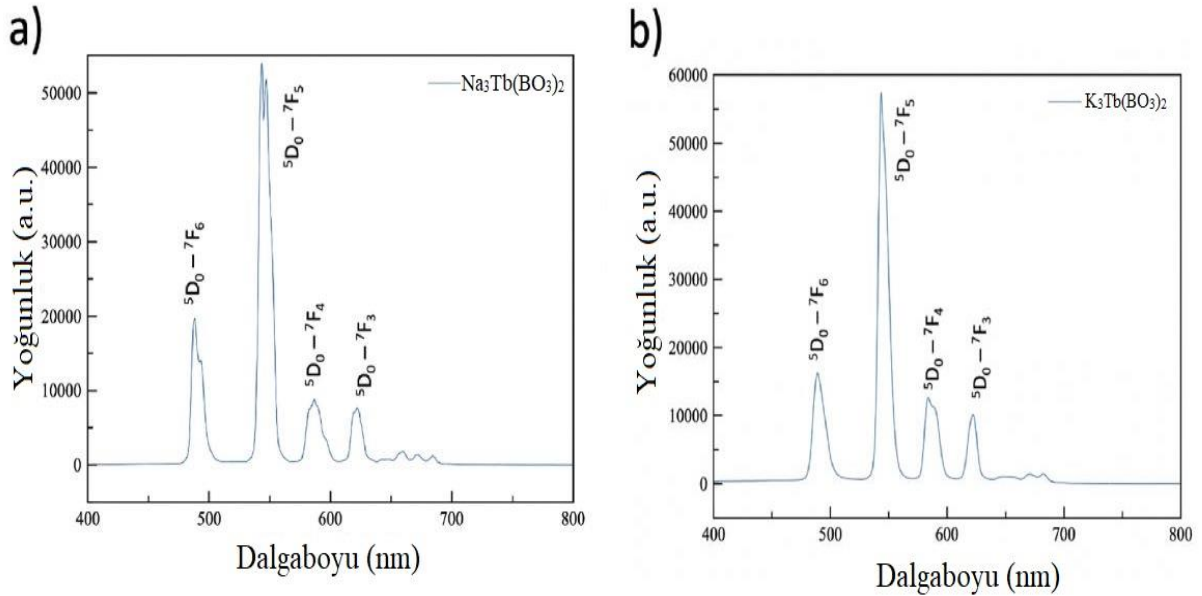 a)
Na₃Tb(BO₃)₂
Yoğunluk (a.u.)
50000
40000
30000
20000
10000
0
⁵D₀ – ⁷F₆
⁵D₀ – ⁷F₅
⁵D₀ – ⁷F₄
⁵D₀ – ⁷F₃
400 500 600 700 800
Dalgaboyu (nm)
b)
K₃Tb(BO₃)₂
Yoğunluk (a.u.)
60000
50000
40000
30000
20000
10000
0
⁵D₀ – ⁷F₆
⁵D₀ – ⁷F₅
⁵D₀ – ⁷F₄
⁵D₀ – ⁷F₃
400 500 600 700 800
Dalgaboyu (nm)